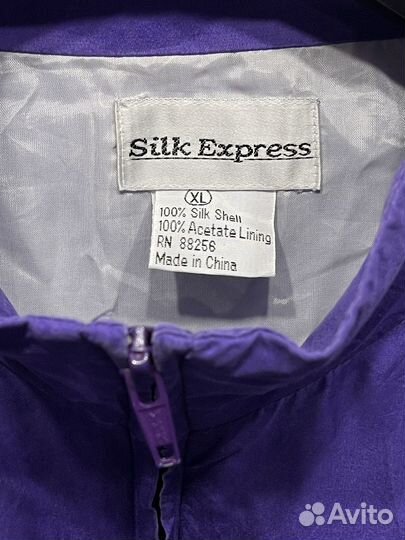 Silk Express
XL
100% Silk Shell
100% Acetate Lining
RN 88256
Made in China
Avito